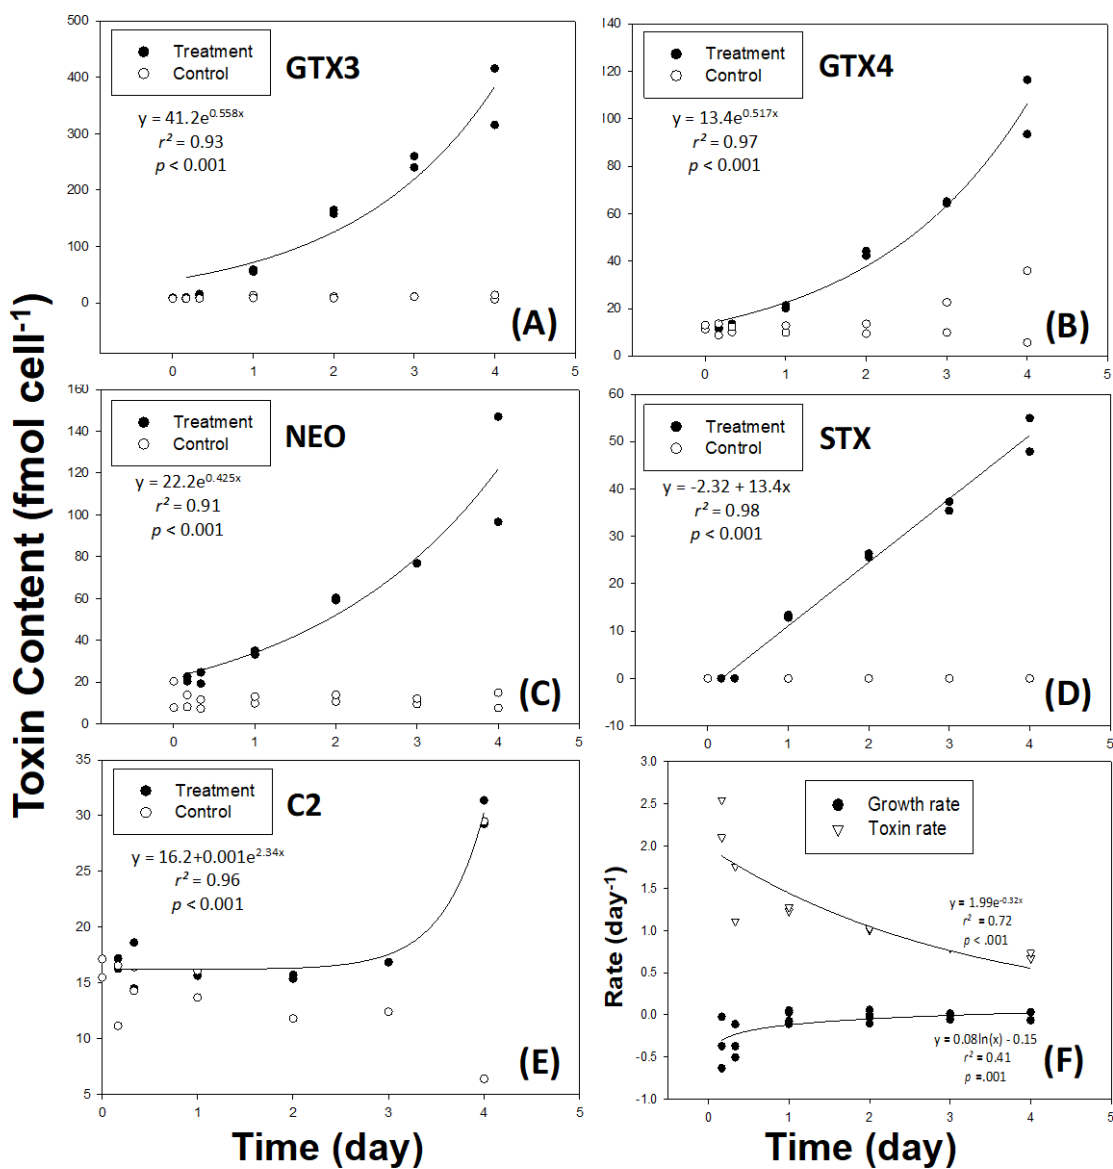 Toxin Content (fmol cell-1)
500
400
300
200
100
0
Treatment
Control
GTX3
y = 41.2e0.558x
r² = 0.93
p < 0.001
(A)
0 1 2 3 4 5
140
120
100
80
60
40
20
0
Treatment
Control
GTX4
y = 13.4e0.517x
r² = 0.97
p < 0.001
(B)
0 1 2 3 4 5
160
140
120
100
80
60
40
20
0
Treatment
Control
NEO
y = 22.2e0.425x
r² = 0.91
p < 0.001
(C)
0 1 2 3 4 5
60
50
40
30
20
10
0
-10
Treatment
Control
STX
y = -2.32 + 13.4x
r² = 0.98
p < 0.001
(D)
0 1 2 3 4 5
35
30
25
20
15
10
5
Treatment
Control
C2
y = 16.2+0.001e2.34x
r² = 0.96
p < 0.001
(E)
0 1 2 3 4 5
Time (day)
Rate (day-1)
3.0
2.5
2.0
1.5
1.0
0.5
0.0
-0.5
-1.0
Growth rate
Toxin rate
y = 1.99e-0.32x
r² = 0.72
p < .001
y = 0.08ln(x) - 0.15
r² = 0.41
p =.001
(F)
0 1 2 3 4 5
Time (day)